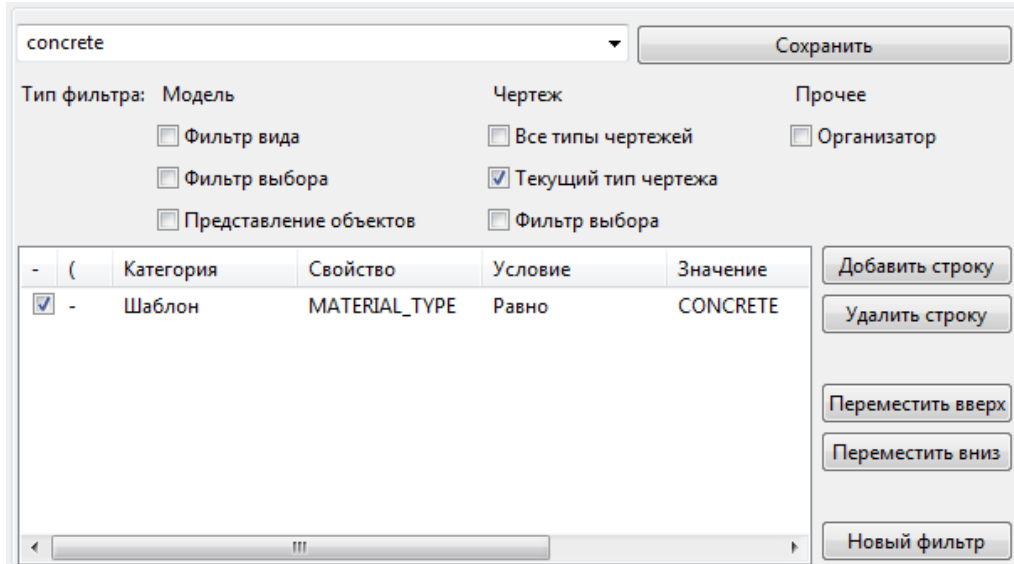 concrete Сохранить
Тип фильтра: Модель Чертеж Прочее
Фильтр вида Все типы чертежей Организатор
Фильтр выбора Текущий тип чертежа
Представление объектов Фильтр выбора
- ( Категория Свойство Условие Значение Добавить строку
- Шаблон MATERIAL_TYPE Равно CONCRETE Удалить строку
Переместить вверх
Переместить вниз
Новый фильтр